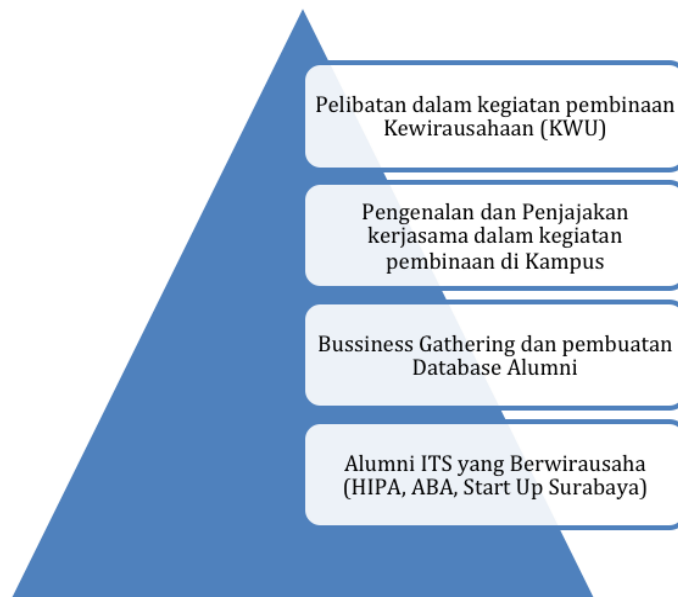 Pelibatan dalam kegiatan pembinaan
Kewirausahaan (KWU)
Pengenalan dan Penjajakan
kerjasama dalam kegiatan
pembinaan di Kampus
Bussiness Gathering dan pembuatan
Database Alumni
Alumni ITS yang Berwirausaha
(HIPA, ABA, Start Up Surabaya)